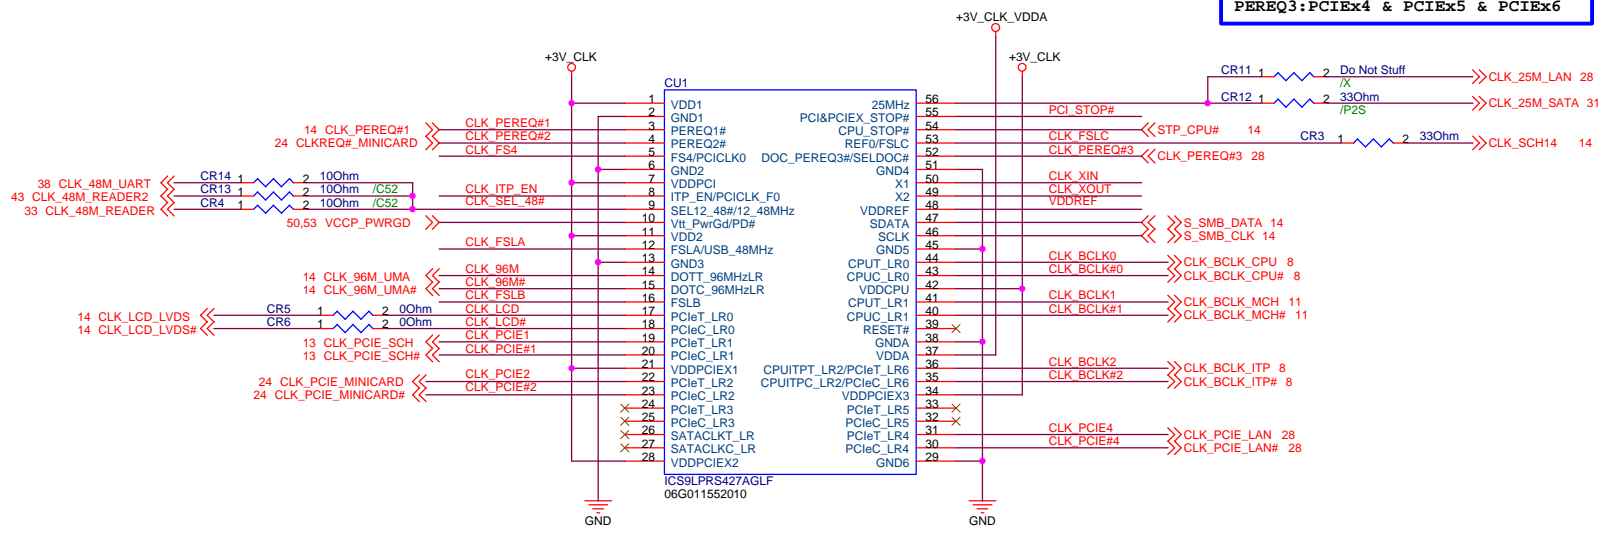 PEREQ3:PCIEx4 & PCIEx5 & PCIEx6
+3V_CLK_VDDA
+3V_CLK
+3V_CLK
CU1
1 VDD1
2 GND1
14 CLK_PEREQ#1 CLK_PEREQ#1 3 PEREQ1#
24 CLKREQ#_MINICARD CLK_PEREQ#2 4 PEREQ2#
CLK_FS4 5 FS4/PCICLK0
6 GND2
38 CLK_48M_UART CR14 1 2 10Ohm 7 VDDPCI
43 CLK_48M_READER2 CR13 1 2 10Ohm /C52 CLK_ITP_EN 8 ITP_EN/PCICLK_F0
33 CLK_48M_READER CR4 1 2 10Ohm /C52 CLK_SEL_48# 9 SEL12_48#/12_48MHz
50,53 VCCP_PWRGD 10 Vtt_PwrGd/PD#
11 VDD2
CLK_FSLA 12 FSLA/USB_48MHz
13 GND3
14 CLK_96M_UMA CLK_96M 14 DOTT_96MHzLR
14 CLK_96M_UMA# CLK_96M# 15 DOTC_96MHzLR
CLK_FSLB 16 FSLB
14 CLK_LCD_LVDS CR5 1 2 0Ohm CLK_LCD 17 PCIeT_LR0
14 CLK_LCD_LVDS# CR6 1 2 0Ohm CLK_LCD# 18 PCIeC_LR0
13 CLK_PCIE_SCH CLK_PCIE1 19 PCIeT_LR1
13 CLK_PCIE_SCH# CLK_PCIE#1 20 PCIeC_LR1
21 VDDPCIEX1
24 CLK_PCIE_MINICARD CLK_PCIE2 22 PCIeT_LR2
24 CLK_PCIE_MINICARD# CLK_PCIE#2 23 PCIeC_LR2
24 PCIeT_LR3
25 PCIeC_LR3
26 SATACLKT_LR
27 SATACLKC_LR
28 VDDPCIEX2
CR11 1 2 Do Not Stuff /X CLK_25M_LAN 28
25MHz 56 CR12 1 2 33Ohm /P2S CLK_25M_SATA 31
PCI&PCIEX_STOP# 55 PCI_STOP#
CPU_STOP# 54 STP_CPU# 14
REF0/FSLC 53 CLK_FSLC CR3 1 2 33Ohm CLK_SCH14 14
DOC_PEREQ3#/SELDOC# 52 CLK_PEREQ#3 CLK_PEREQ#3 28
GND4 51
X1 50 CLK_XIN
X2 49 CLK_XOUT
VDDREF 48 VDDREF
SDATA 47 S_SMB_DATA 14
SCLK 46 S_SMB_CLK 14
GND5 45
CPUT_LR0 44 CLK_BCLK0 CLK_BCLK_CPU 8
CPUC_LR0 43 CLK_BCLK#0 CLK_BCLK_CPU# 8
VDDCPU 42
CPUT_LR1 41 CLK_BCLK1 CLK_BCLK_MCH 11
CPUC_LR1 40 CLK_BCLK#1 CLK_BCLK_MCH# 11
RESET# 39
GNDA 38
VDDA 37
CPUITPT_LR2/PCIeT_LR6 36 CLK_BCLK2 CLK_BCLK_ITP 8
CPUITPC_LR2/PCIeC_LR6 35 CLK_BCLK#2 CLK_BCLK_ITP# 8
VDDPCIEX3 34
PCIeT_LR5 33
PCIeC_LR5 32
PCIeT_LR4 31 CLK_PCIE4 CLK_PCIE_LAN 28
PCIeC_LR4 30 CLK_PCIE#4 CLK_PCIE_LAN# 28
GND6 29
ICS9LPRS427AGLF
06G011552010
GND
GND